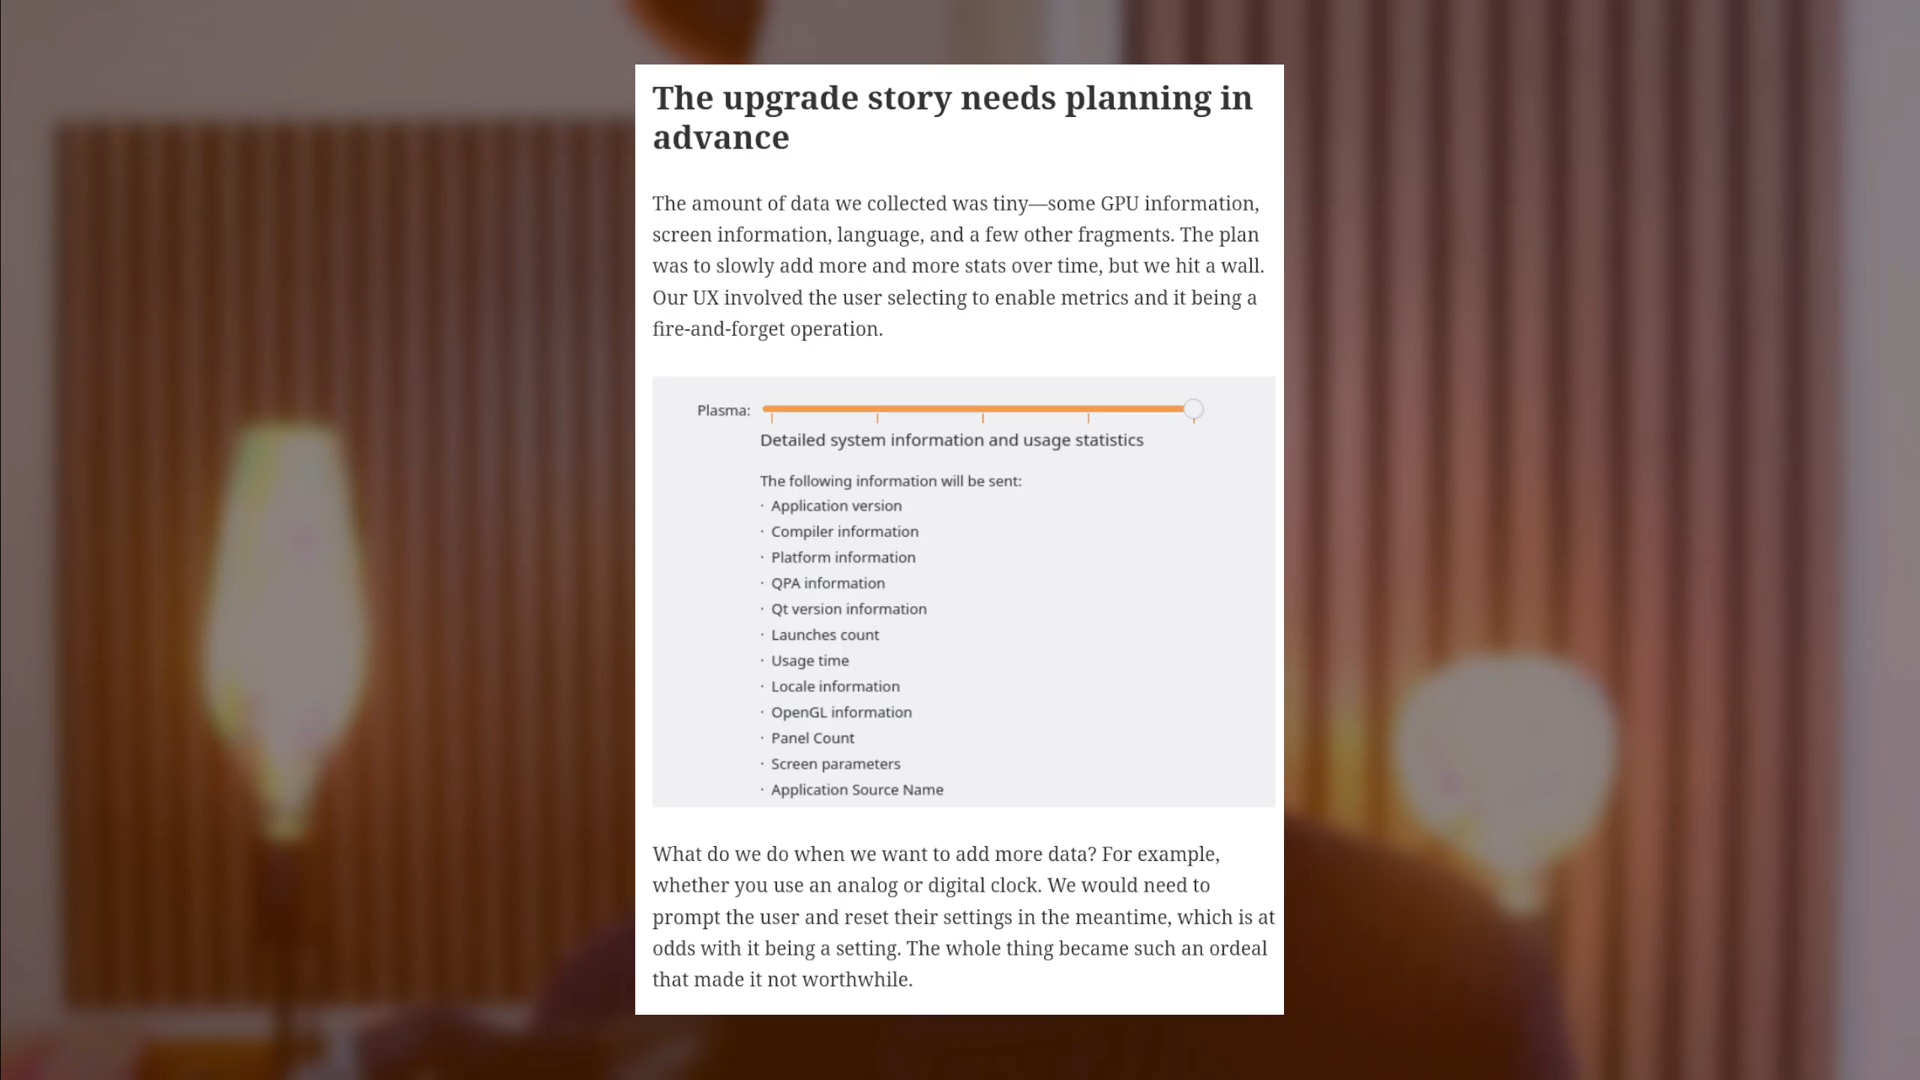 The upgrade story needs planning in
advance
The amount of data we collected was tiny—some GPU information,
screen information, language, and a few other fragments. The plan
was to slowly add more and more stats over time, but we hit a wall.
Our UX involved the user selecting to enable metrics and it being a
fire-and-forget operation.
Plasma:
Detailed system information and usage statistics
The following information will be sent:
· Application version
· Compiler information
· Platform information
· QPA information
· Qt version information
· Launches count
· Usage time
· Locale information
· OpenGL information
· Panel Count
· Screen parameters
· Application Source Name
What do we do when we want to add more data? For example,
whether you use an analog or digital clock. We would need to
prompt the user and reset their settings in the meantime, which is at
odds with it being a setting. The whole thing became such an ordeal
that made it not worthwhile.